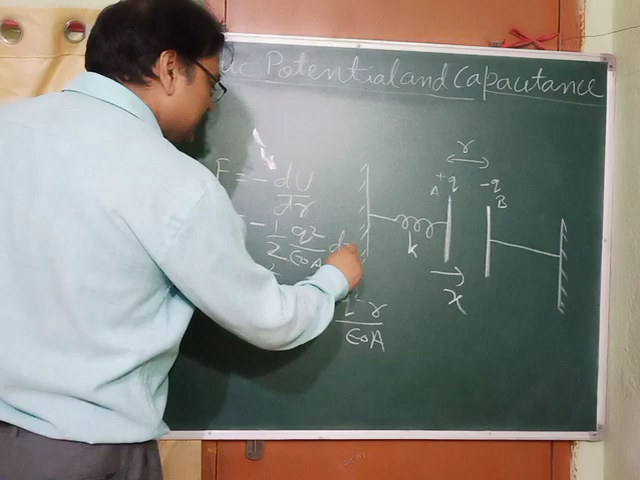 Potential and Capacitance
F = - dU
dr
= - 1 q²
2 ε₀A
r
ε₀A
r
+q
A
-q
B
k
x